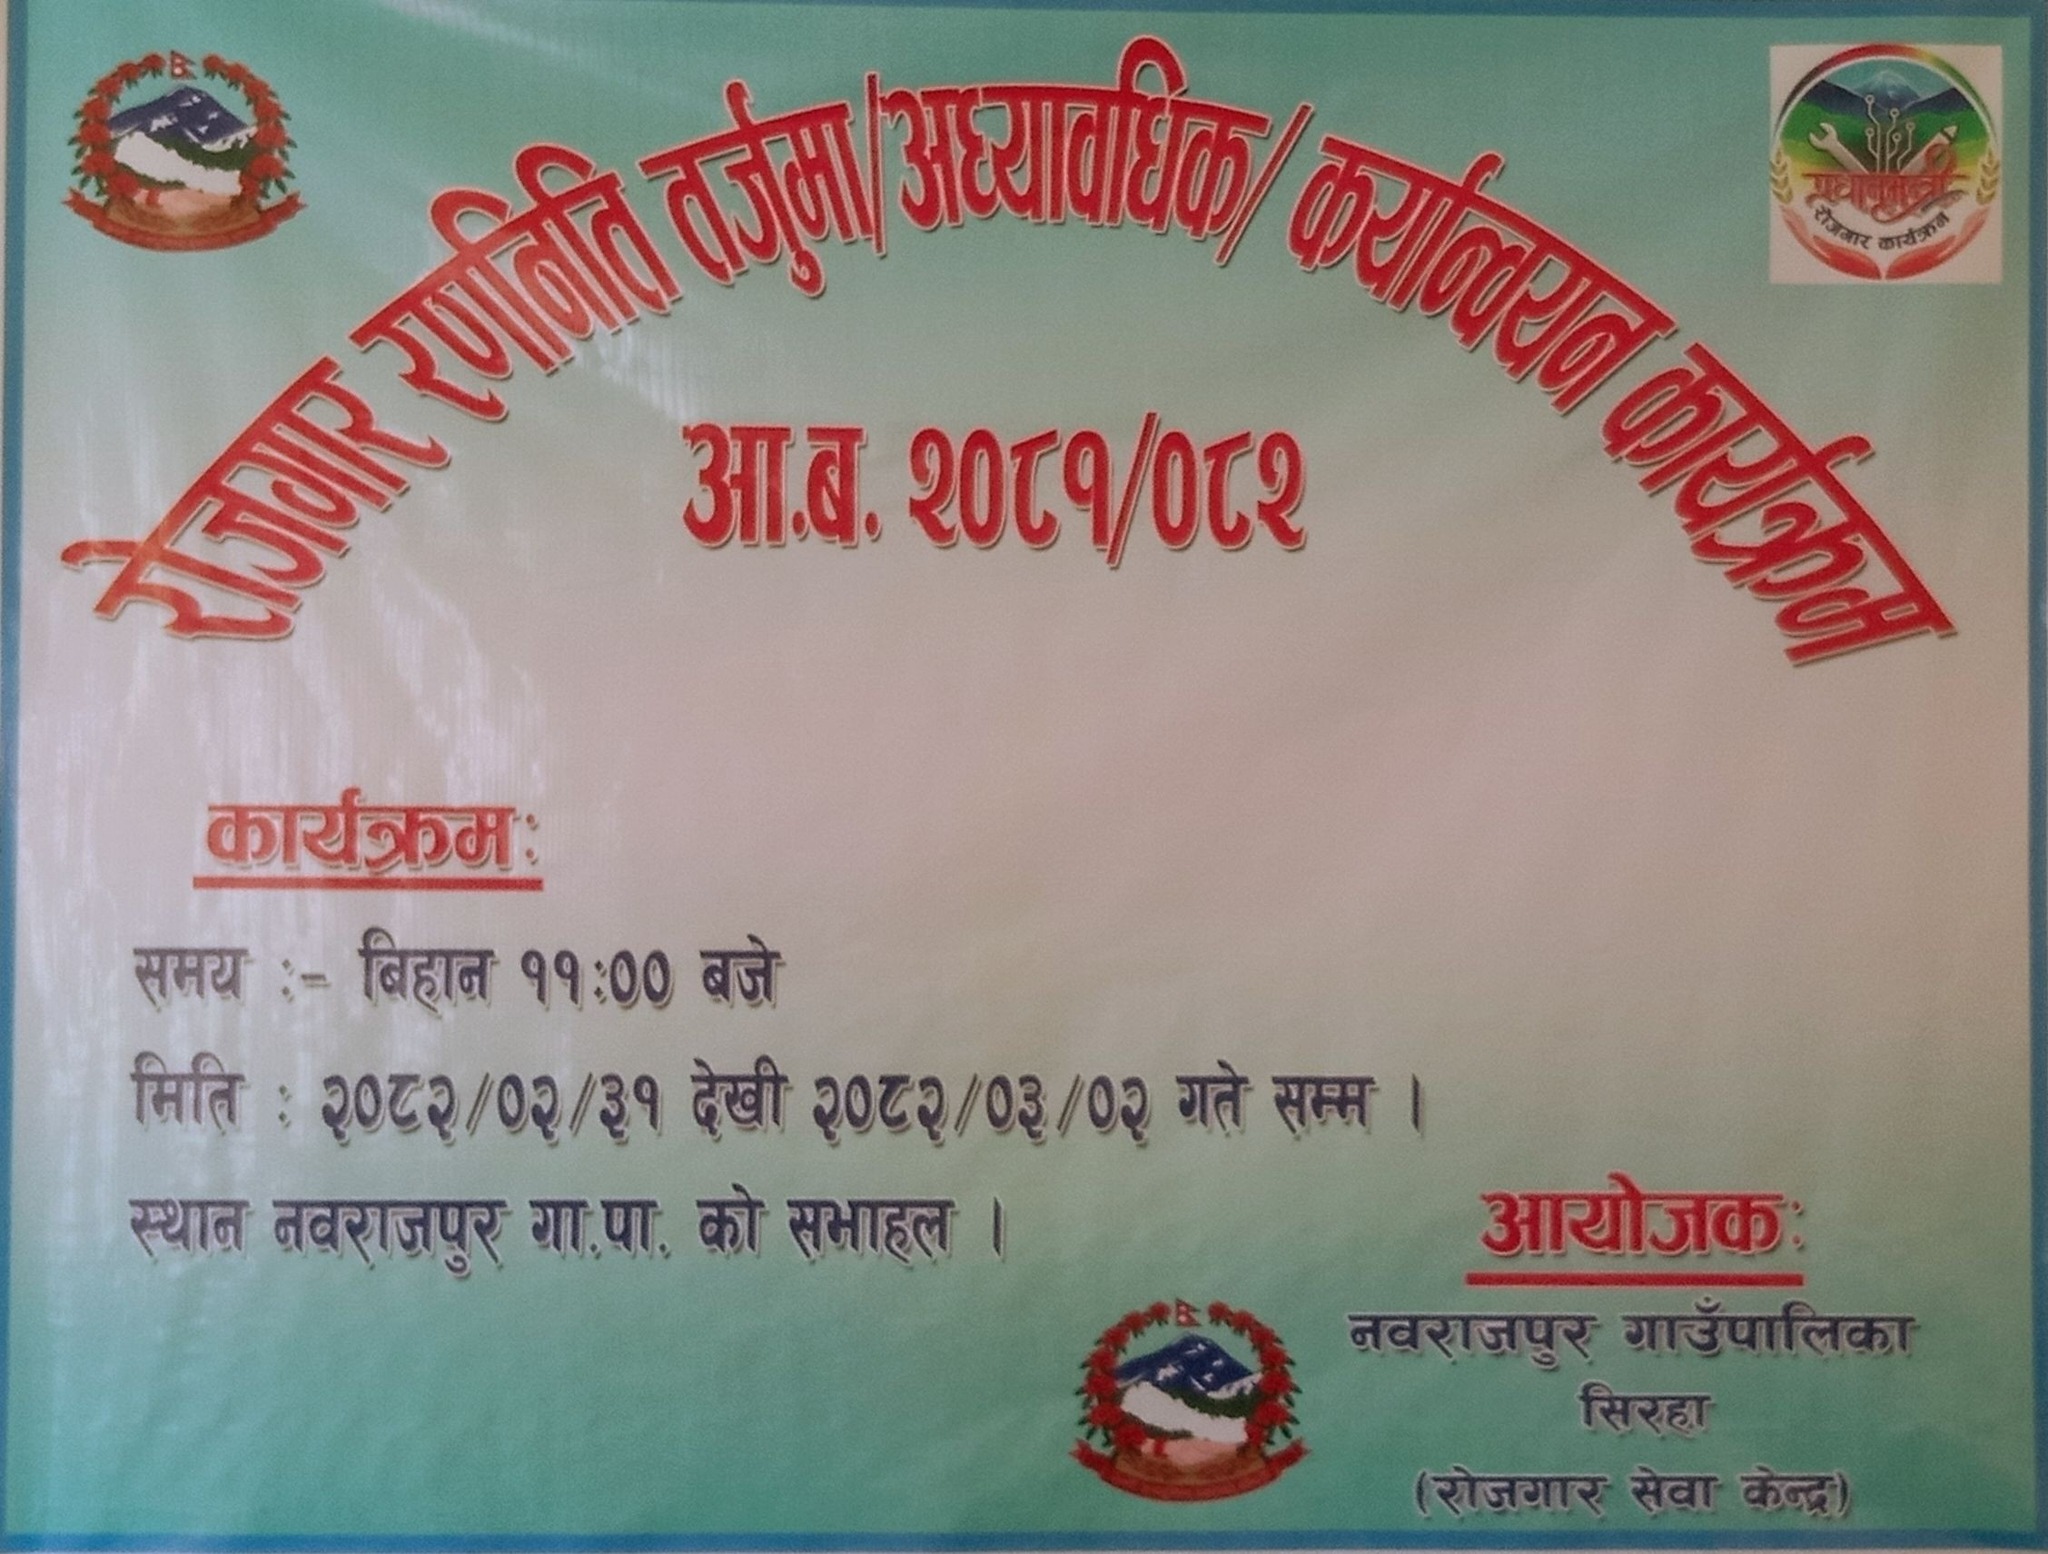 रोजगार रणनिति तर्जुमा/अध्यावधिक/ कर्यान्वयन कार्यक्रम
प्रधानमन्त्री
रोजगार कार्यक्रम
आ.ब. २०८१/०८२
कार्यक्रम:
समय :- बिहान ११:00 बजे
मिति : २०८२/०२/३१ देखी २०८२/०३/०२ गते सम्म ।
स्थान नवराजपुर गा.पा. को सभाहल ।
आयोजक:
नवराजपुर गाउँपालिका
सिरहा
(रोजगार सेवा केन्द्र)